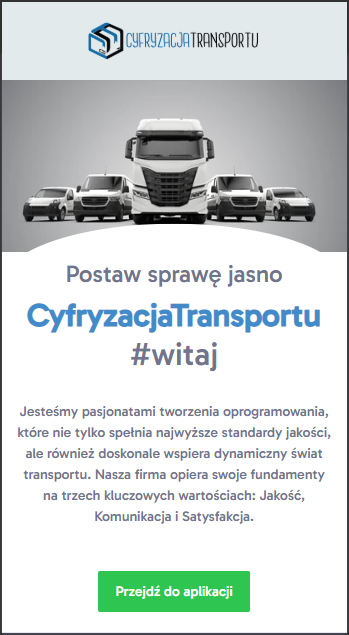 CYFRYZACJATRANSPORTU
Postaw sprawę jasno
CyfryzacjaTransportu
#witaj
Jesteśmy pasjonatami tworzenia oprogramowania,
które nie tylko spełnia najwyższe standardy jakości,
ale również doskonale wspiera dynamiczny świat
transportu. Nasza firma opiera swoje fundamenty
na trzech kluczowych wartościach: Jakość,
Komunikacja i Satysfakcja.
Przejdź do aplikacji